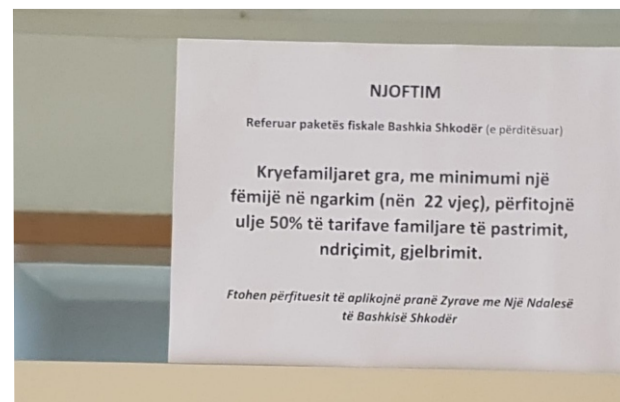 NJOFTIM
Referuar paketës fiskale Bashkia Shkodër (e përditësuar)
Kryefamiljaret gra, me minimumi një
fëmijë në ngarkim (nën 22 vjeç), përfitojnë
ulje 50% të tarifave familjare të pastrimit,
ndriçimit, gjelbrimit.
Ftohen përfituesit të aplikojnë pranë Zyrave me Një Ndalesë
të Bashkisë Shkodër